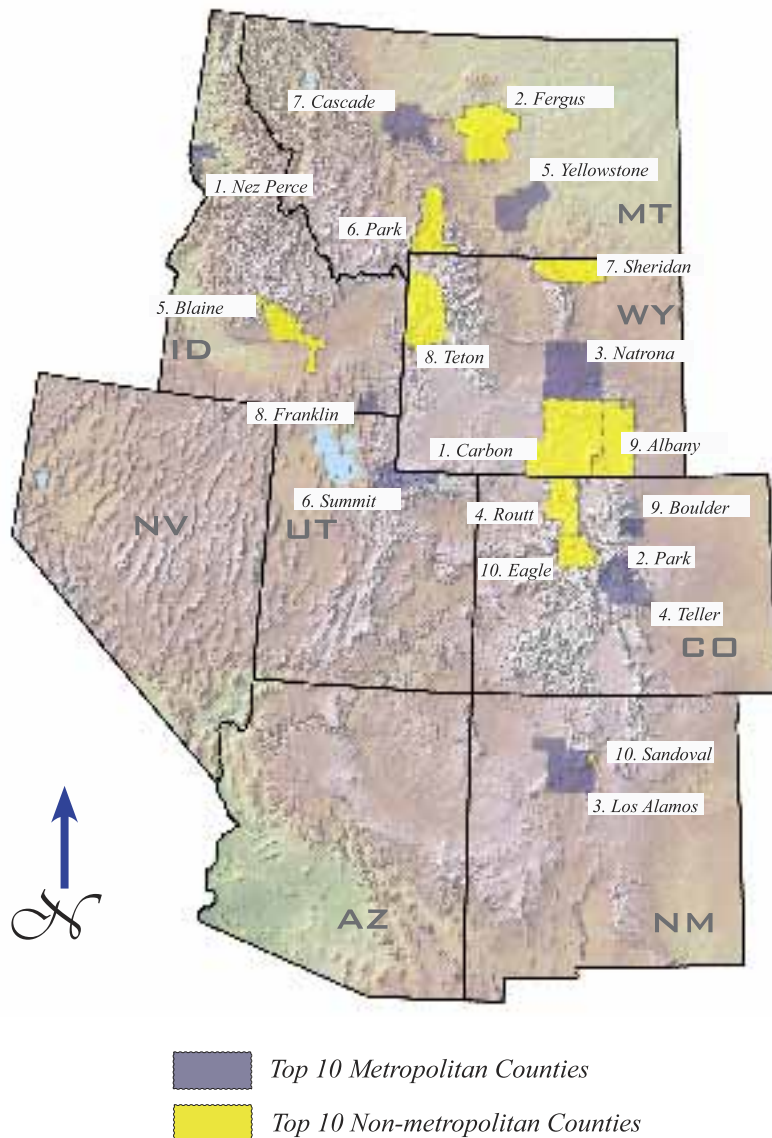 7. Cascade
2. Fergus
5. Yellowstone
1. Nez Perce
MT
6. Park
7. Sheridan
5. Blaine
WY
ID
8. Teton
3. Natrona
8. Franklin
1. Carbon
9. Albany
6. Summit
4. Routt
9. Boulder
NV
UT
10. Eagle
2. Park
4. Teller
CO
10. Sandoval
3. Los Alamos
N
AZ
NM
Top 10 Metropolitan Counties
Top 10 Non-metropolitan Counties